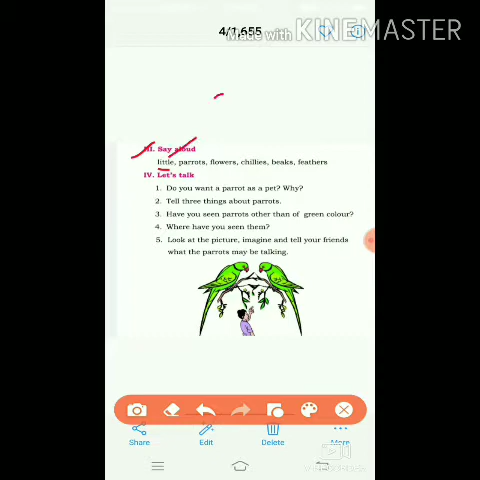 4/1,655
Made with KINEMASTER
III. Say aloud
little, parrots, flowers, chillies, beaks, feathers
IV. Let's talk
1. Do you want a parrot as a pet? Why?
2. Tell three things about parrots.
3. Have you seen parrots other than of green colour?
4. Where have you seen them?
5. Look at the picture, imagine and tell your friends
what the parrots may be talking.
Share Edit Delete More